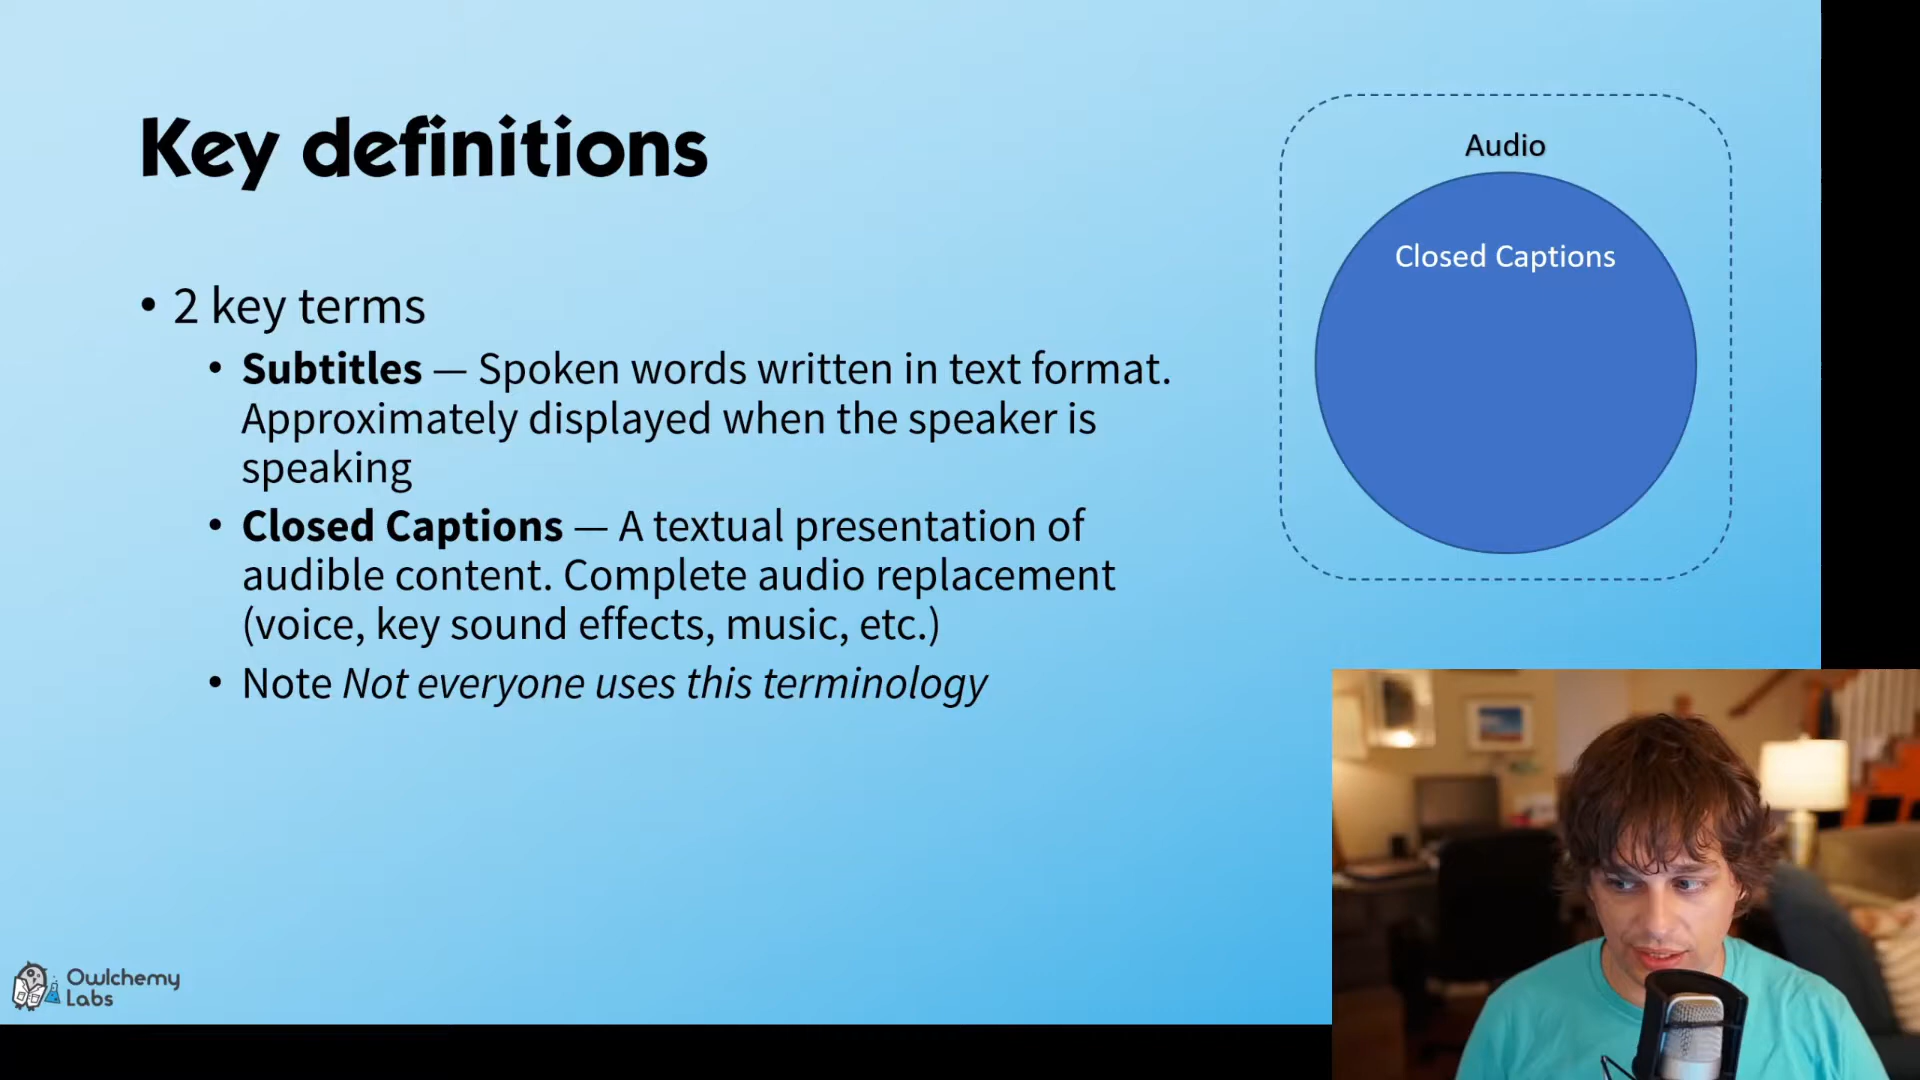 Key definitions
• 2 key terms
• Subtitles — Spoken words written in text format.
Approximately displayed when the speaker is
speaking
• Closed Captions — A textual presentation of
audible content. Complete audio replacement
(voice, key sound effects, music, etc.)
• Note Not everyone uses this terminology
Audio
Closed Captions
Owlchemy
Labs